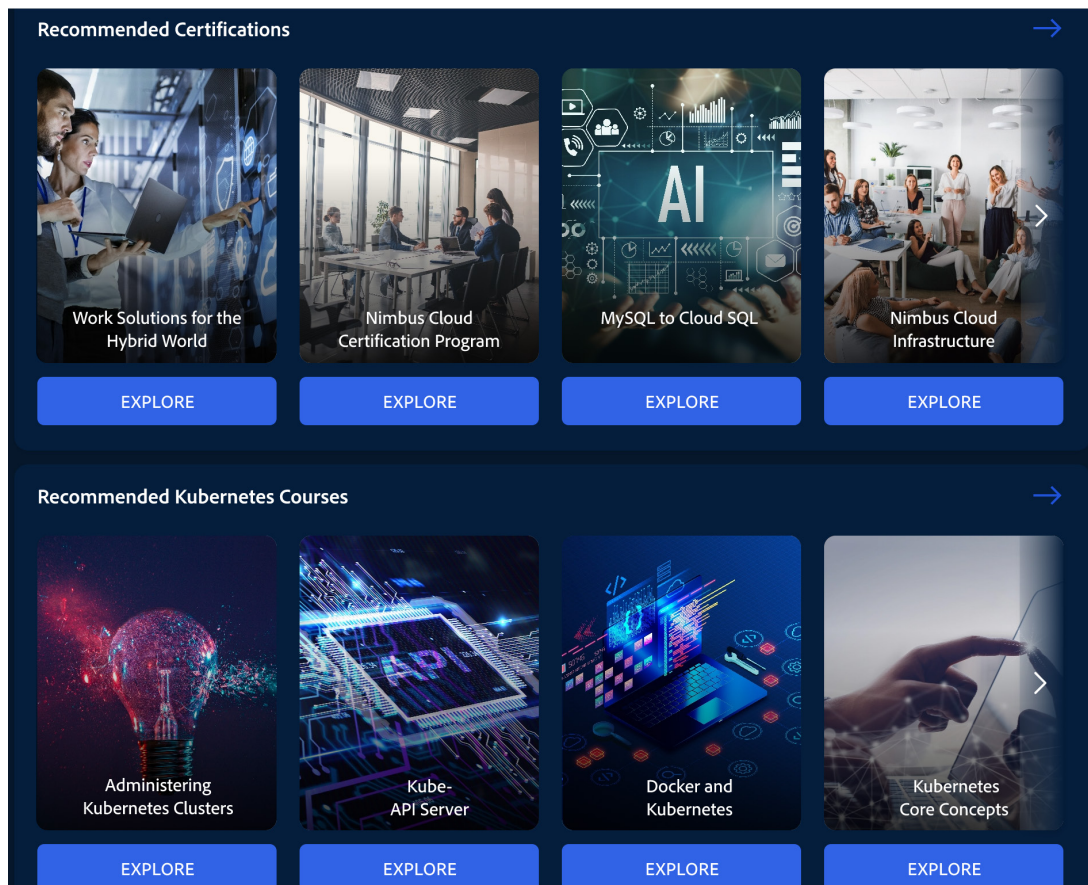 Recommended Certifications
AI
Work Solutions for the
Hybrid World
Nimbus Cloud
Certification Program
MySQL to Cloud SQL
Nimbus Cloud
Infrastructure
EXPLORE
EXPLORE
EXPLORE
EXPLORE
Recommended Kubernetes Courses
API
</>
Administering
Kubernetes Clusters
Kube-
API Server
Docker and
Kubernetes
Kubernetes
Core Concepts
EXPLORE
EXPLORE
EXPLORE
EXPLORE